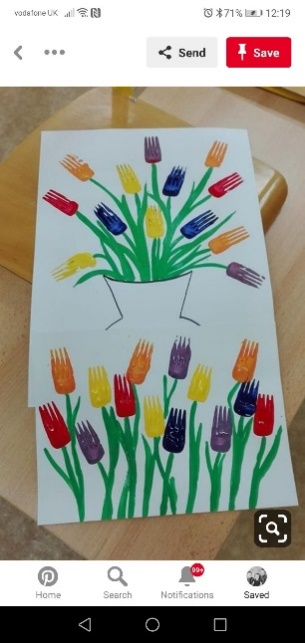 vodafone UK 71% 12:19
Send Save
99+
Home Search Notifications Saved